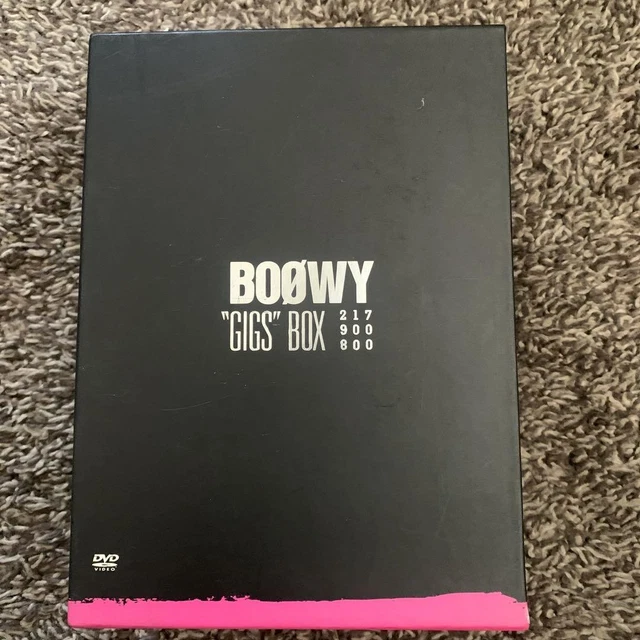 BOØWY
"GIGS" BOX
217
900
800
DVD
VIDEO